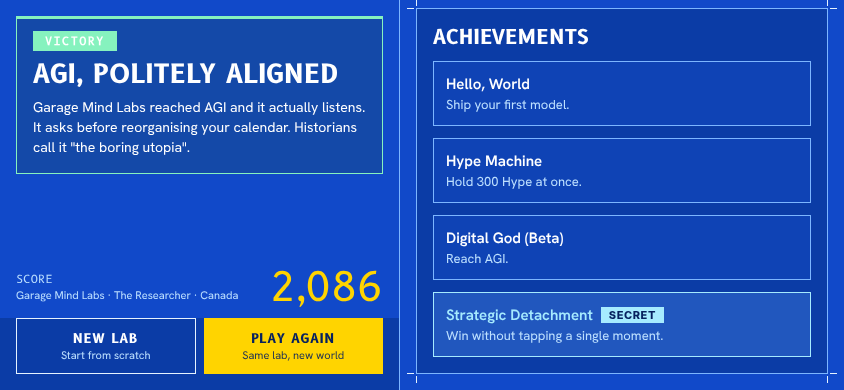 VICTORY
AGI, POLITELY ALIGNED
Garage Mind Labs reached AGI and it actually listens.
It asks before reorganising your calendar. Historians
call it "the boring utopia".
SCORE
Garage Mind Labs · The Researcher · Canada
2,086
NEW LAB
Start from scratch
PLAY AGAIN
Same lab, new world
ACHIEVEMENTS
Hello, World
Ship your first model.
Hype Machine
Hold 300 Hype at once.
Digital God (Beta)
Reach AGI.
Strategic Detachment SECRET
Win without tapping a single moment.